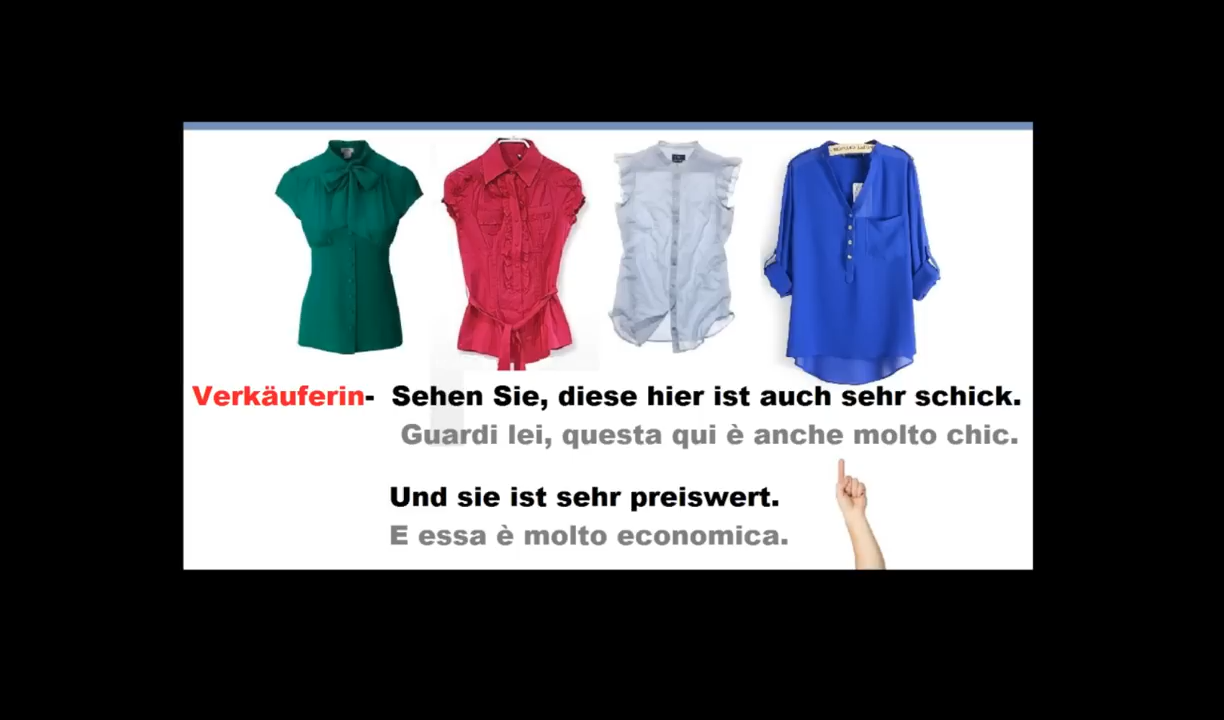 Verkäuferin- Sehen Sie, diese hier ist auch sehr schick.
Guardi lei, questa qui è anche molto chic.
Und sie ist sehr preiswert.
E essa è molto economica.